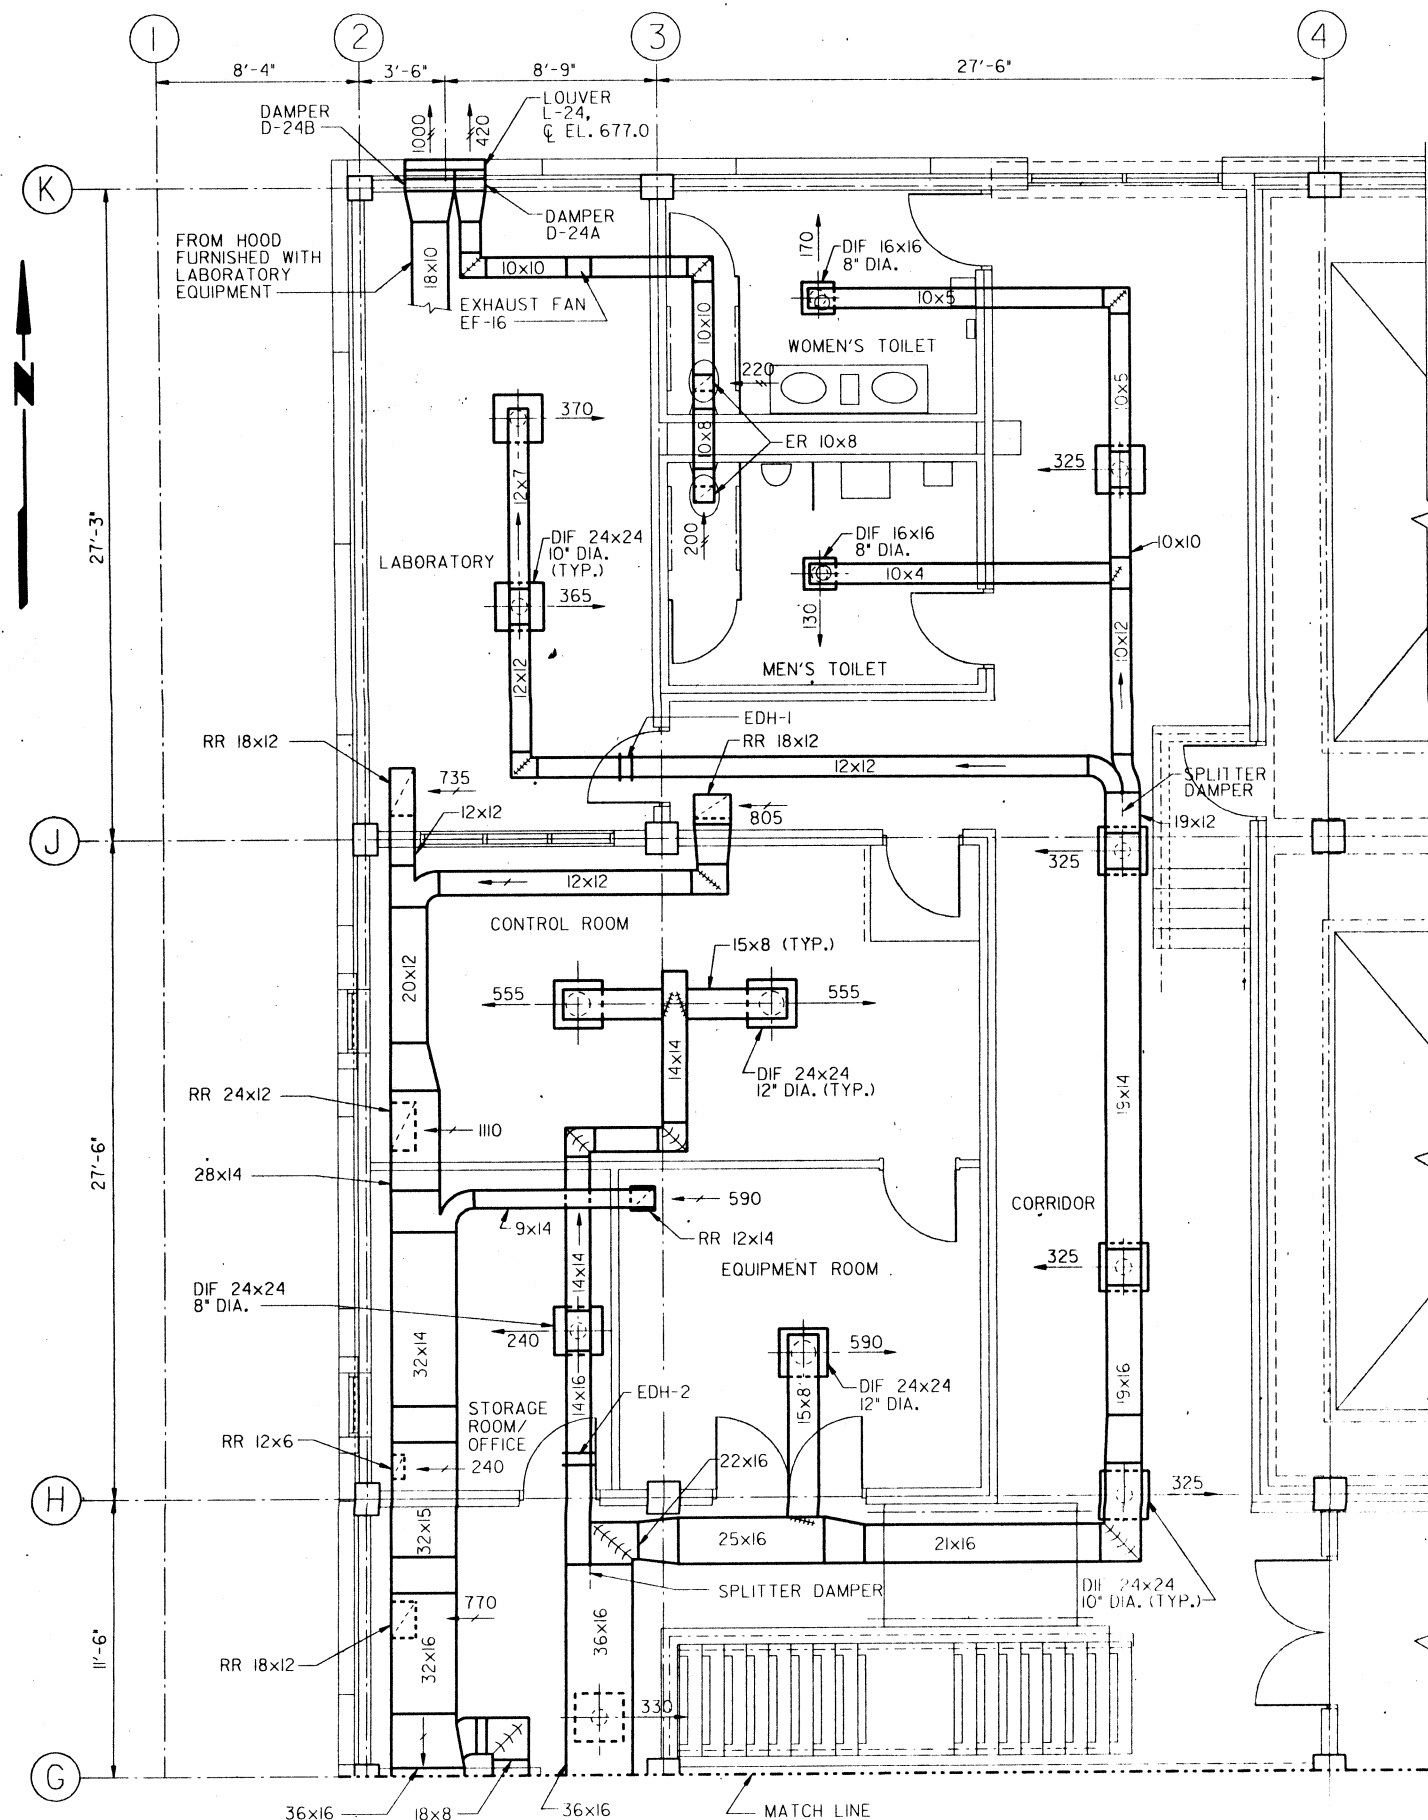 1
2
3
4
8'-4"
3'-6"
8'-9"
27'-6"
DAMPER
D-24B
1000
420
LOUVER
L-24,
℄ EL. 677.0
K
DAMPER
D-24A
FROM HOOD
FURNISHED WITH
LABORATORY
EQUIPMENT
18x10
10x10
EXHAUST FAN
EF-16
10x10
170
DIF 16x16
8" DIA.
10x5
WOMEN'S TOILET
N
220
10x5
370
10x8
ER 10x8
325
12x7
27'-3"
LABORATORY
DIF 24x24
10" DIA.
(TYP.)
200
DIF 16x16
8" DIA.
10x10
10x4
365
130
12x12
10x12
MEN'S TOILET
EDH-1
RR 18x12
RR 18x12
12x12
735
SPLITTER
DAMPER
12x12
805
19x12
J
325
12x12
CONTROL ROOM
15x8 (TYP.)
20x12
555
555
14x14
DIF 24x24
12" DIA. (TYP.)
19x14
RR 24x12
1110
27'-6"
28x14
590
CORRIDOR
9x14
RR 12x14
EQUIPMENT ROOM
325
14x14
DIF 24x24
8" DIA.
240
590
32x14
DIF 24x24
12" DIA.
15x8
19x16
EDH-2
14x16
STORAGE
ROOM/
OFFICE
RR 12x6
240
22x16
325
H
32x15
25x16
21x16
SPLITTER DAMPER
DIF 24x24
10" DIA. (TYP.)
770
36x16
11'-6"
RR 18x12
32x16
330
G
36x16
18x8
36x16
MATCH LINE